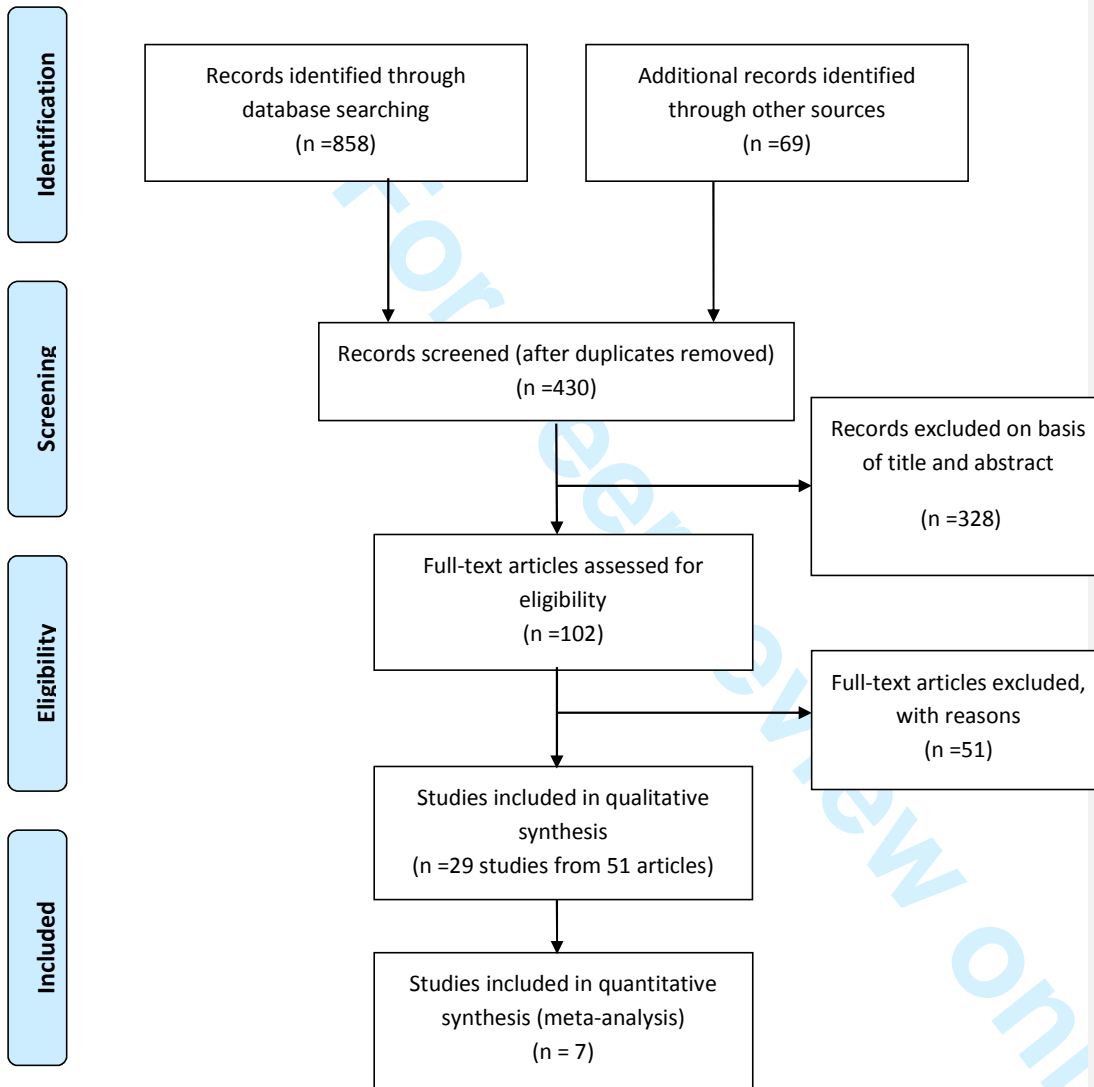 Identification
Records identified through
database searching
(n =858)
Additional records identified
through other sources
(n =69)
Screening
Records screened (after duplicates removed)
(n =430)
Records excluded on basis
of title and abstract
(n =328)
Eligibility
Full-text articles assessed for
eligibility
(n =102)
Full-text articles excluded,
with reasons
(n =51)
Included
Studies included in qualitative
synthesis
(n =29 studies from 51 articles)
Studies included in quantitative
synthesis (meta-analysis)
(n = 7)
For